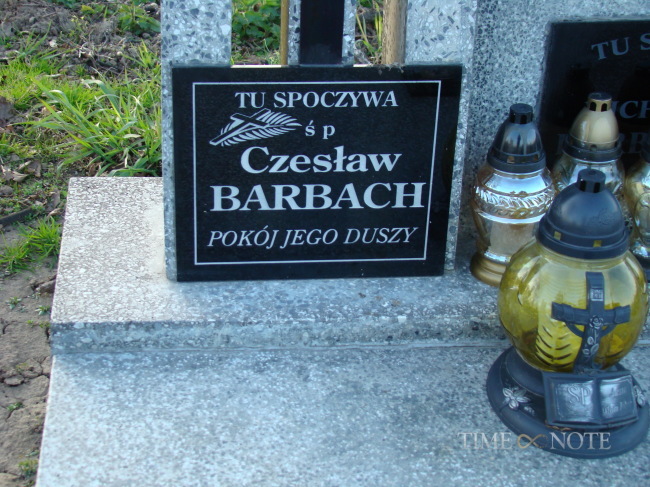 TU SPOCZYWA
ś p
Czesław
BARBACH
POKÓJ JEGO DUSZY
TU
TIME NOTE